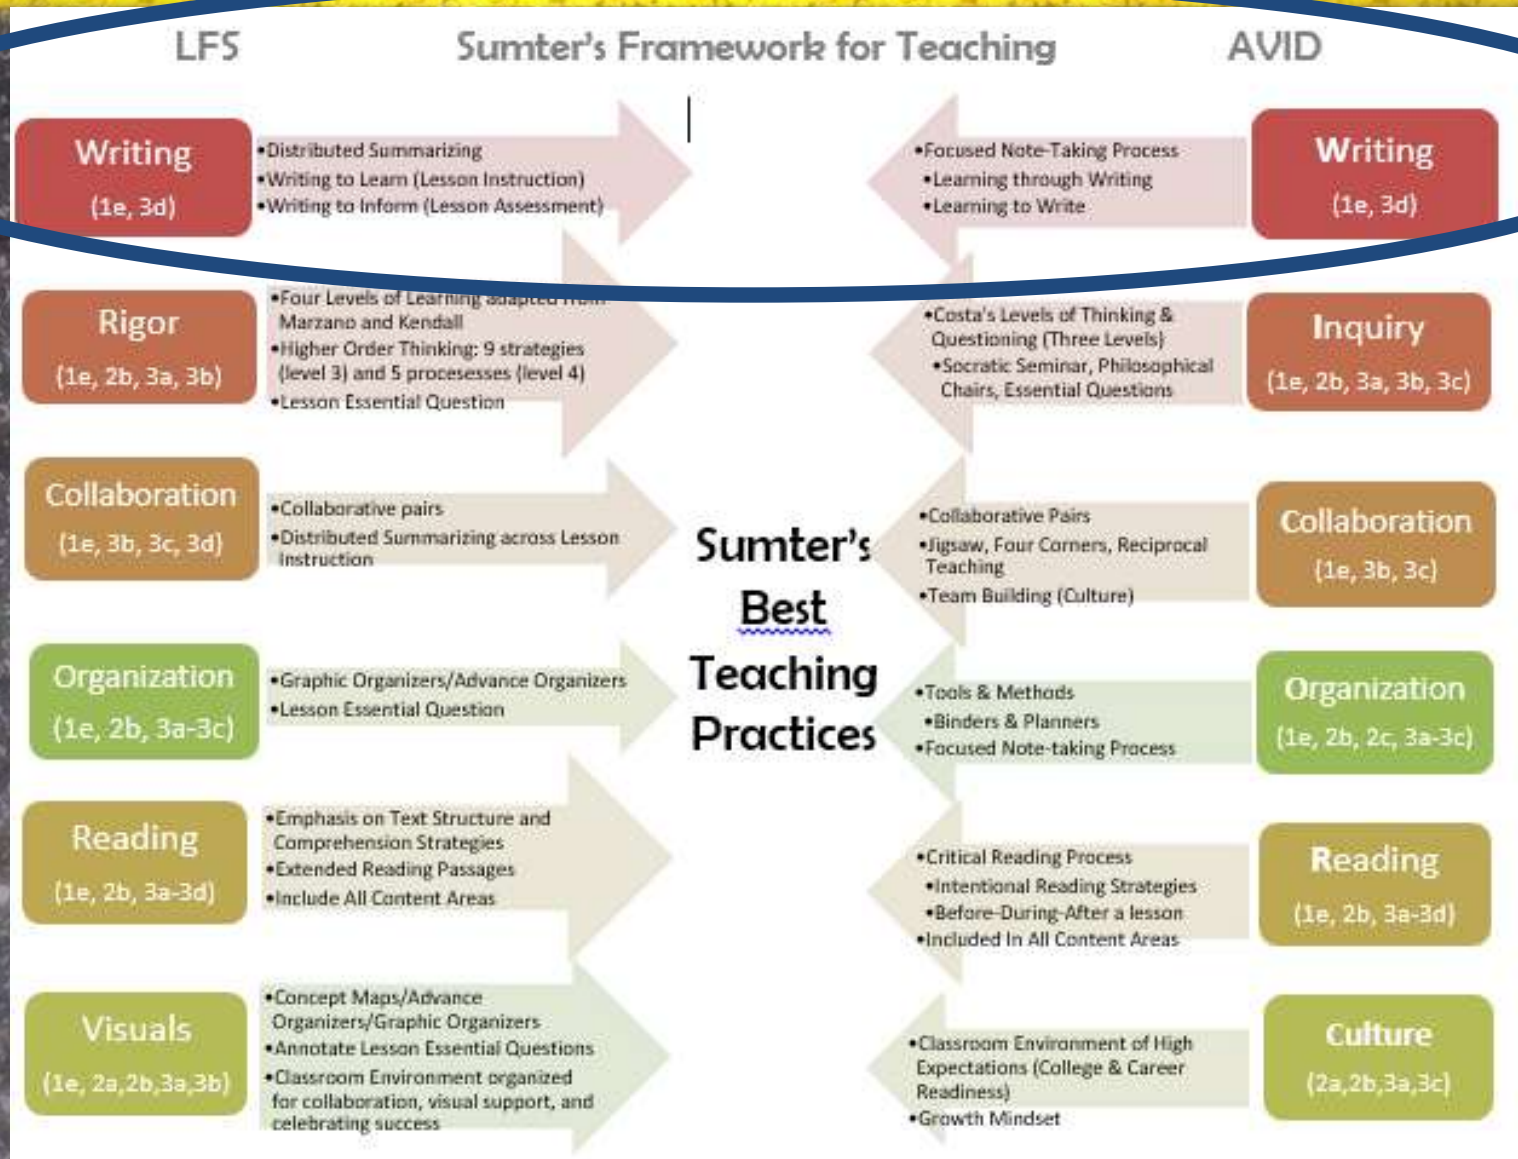 LFS Sumter's Framework for Teaching AVID
Writing
(1e, 3d)
•Distributed Summarizing
•Writing to Learn (Lesson Instruction)
•Writing to Inform (Lesson Assessment)
•Focused Note-Taking Process
•Learning through Writing
•Learning to Write
Writing
(1e, 3d)
Rigor
(1e, 2b, 3a, 3b)
•Four Levels of Learning adapted from
Marzano and Kendall
•Higher Order Thinking: 9 strategies
(level 3) and 5 procesesses (level 4)
•Lesson Essential Question
•Costa's Levels of Thinking &
Questioning (Three Levels)
•Socratic Seminar, Philosophical
Chairs, Essential Questions
Inquiry
(1e, 2b, 3a, 3b, 3c)
Collaboration
(1e, 3b, 3c, 3d)
•Collaborative pairs
•Distributed Summarizing across Lesson
Instruction
Sumter's
Best
Teaching
Practices
•Collaborative Pairs
•Jigsaw, Four Corners, Reciprocal
Teaching
•Team Building (Culture)
Collaboration
(1e, 3b, 3c)
Organization
(1e, 2b, 3a-3c)
•Graphic Organizers/Advance Organizers
•Lesson Essential Question
•Tools & Methods
•Binders & Planners
•Focused Note-taking Process
Organization
(1e, 2b, 2c, 3a-3c)
Reading
(1e, 2b, 3a-3d)
•Emphasis on Text Structure and
Comprehension Strategies
•Extended Reading Passages
•Include All Content Areas
•Critical Reading Process
•Intentional Reading Strategies
•Before-During-After a lesson
•Included In All Content Areas
Reading
(1e, 2b, 3a-3d)
Visuals
(1e, 2a,2b,3a,3b)
•Concept Maps/Advance
Organizers/Graphic Organizers
•Annotate Lesson Essential Questions
•Classroom Environment organized
for collaboration, visual support, and
celebrating success
•Classroom Environment of High
Expectations (College & Career
Readiness)
•Growth Mindset
Culture
(2a,2b,3a,3c)